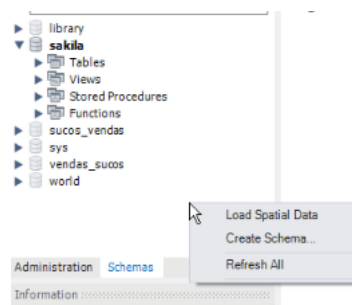 library
sakila
Tables
Views
Stored Procedures
Functions
sucos_vendas
sys
vendas_sucos
world
Load Spatial Data
Create Schema...
Refresh All
Administration Schemas
Information